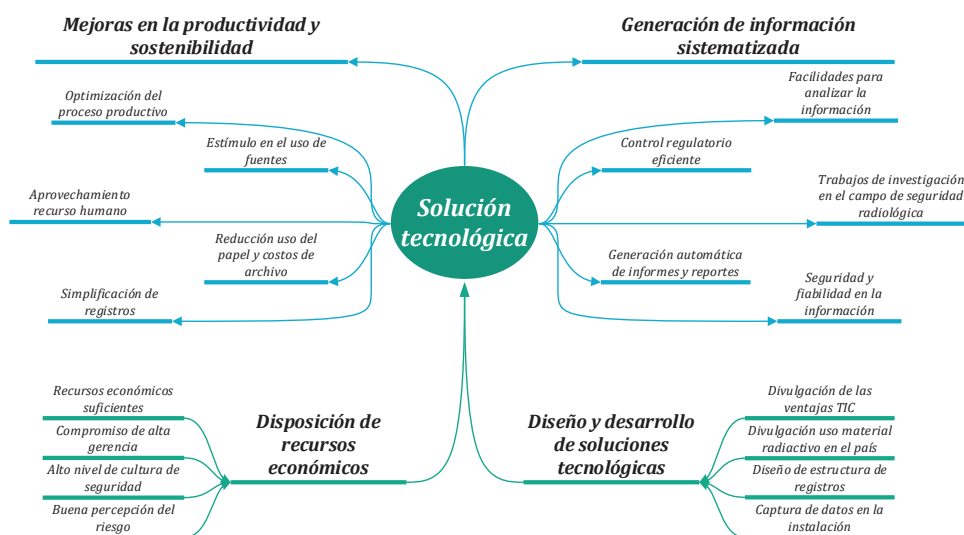 Mejoras en la productividad y
sostenibilidad
Generación de información
sistematizada
Optimización del
proceso productivo
Estímulo en el uso de
fuentes
Aprovechamiento
recurso humano
Reducción uso del
papel y costos de
archivo
Simplificación de
registros
Solución
tecnológica
Facilidades para
analizar la
información
Control regulatorio
eficiente
Trabajos de investigación
en el campo de seguridad
radiológica
Generación automática
de informes y reportes
Seguridad y
fiabilidad en la
información
Recursos económicos
suficientes
Compromiso de alta
gerencia
Alto nivel de cultura de
seguridad
Buena percepción del
riesgo
Disposición de
recursos
económicos
Diseño y desarrollo
de soluciones
tecnológicas
Divulgación de las
ventajas TIC
Divulgación uso material
radiactivo en el país
Diseño de estructura de
registros
Captura de datos en la
instalación